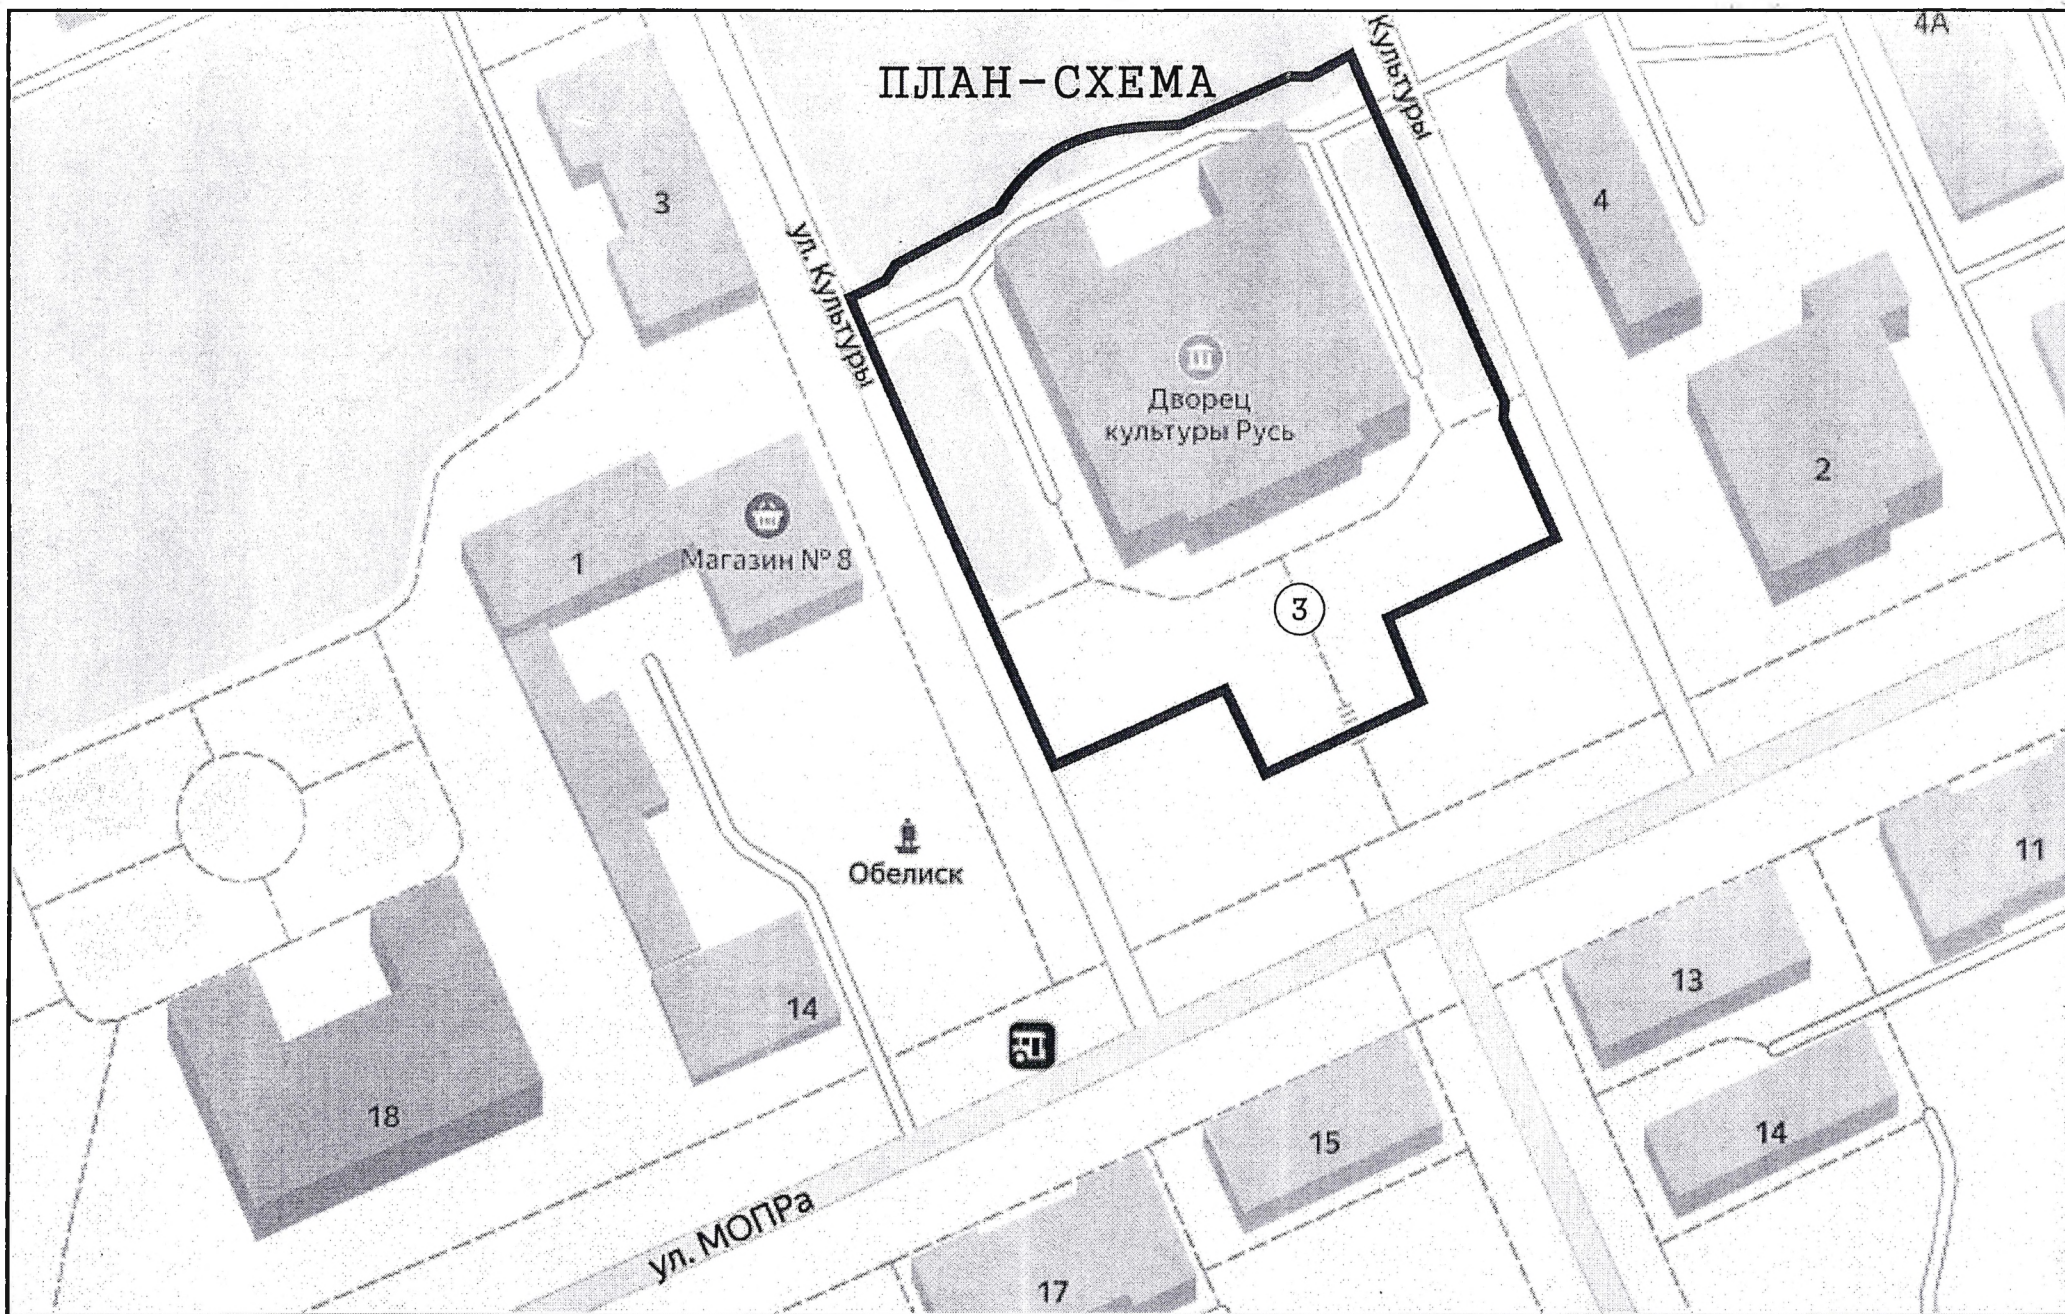 4А
ПЛАН-СХЕМА
Культуры
3
4
ул. Культуры
Дворец
культуры Русь
2
1
Магазин № 8
3
11
Обелиск
13
14
18
15
14
ул. МОПРа
17